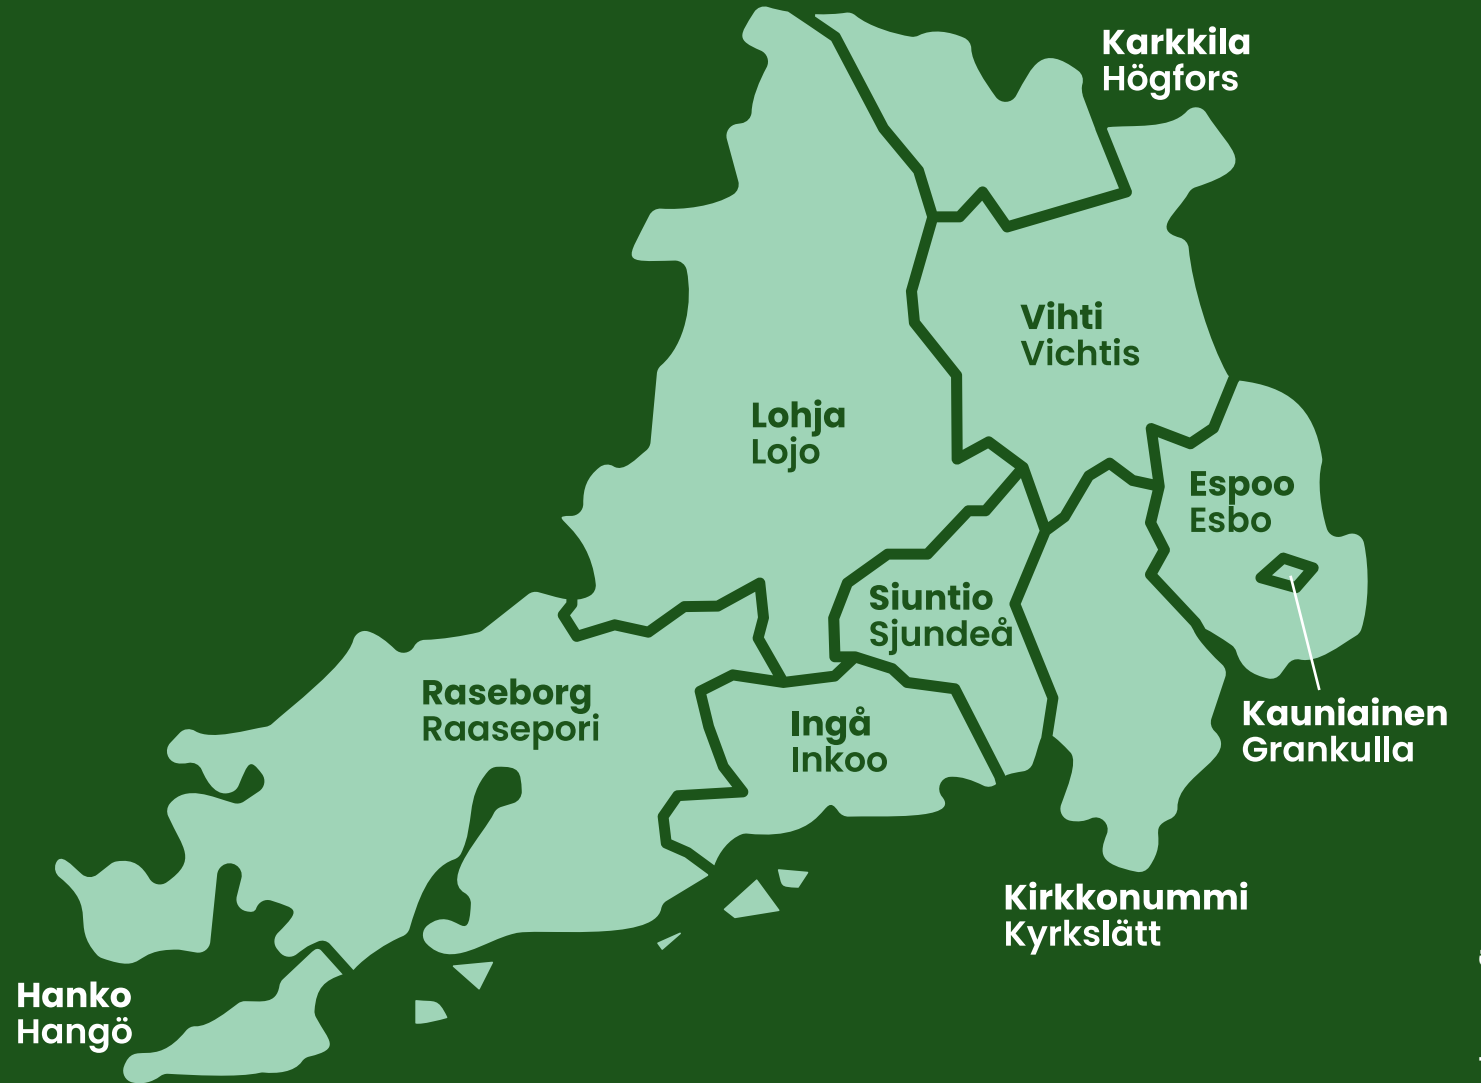 Karkkila
Högfors
Vihti
Vichtis
Lohja
Lojo
Espoo
Esbo
Siuntio
Sjundeå
Raseborg
Raasepori
Ingå
Inkoo
Kauniainen
Grankulla
Kirkkonummi
Kyrkslätt
Hanko
Hangö